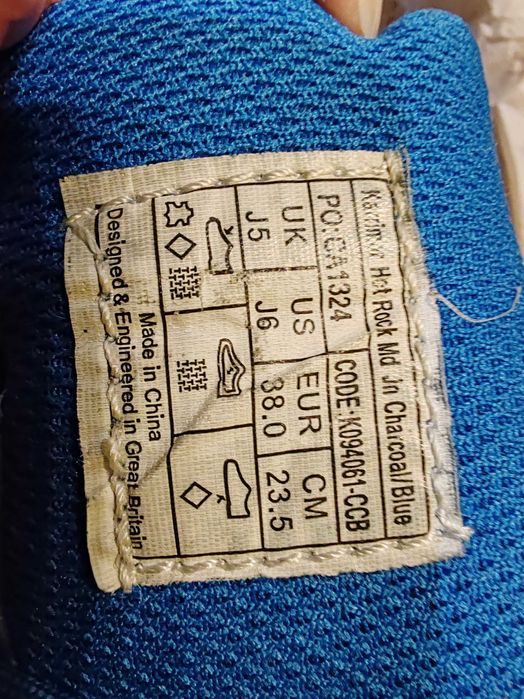 Karrimor Hot Rock Md Jn Charcoal/Blue
PO:GA1324 CODE:K094061-CCB
UK US EUR CM
J5 J6 38.0 23.5
Made in China
Designed & Engineered in Great Britain